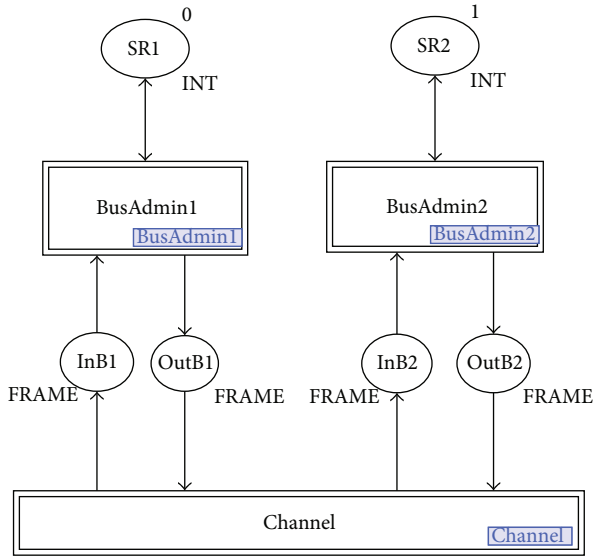 0
SR1
INT
1
SR2
INT
BusAdmin1
BusAdmin1
BusAdmin2
BusAdmin2
InB1
OutB1
InB2
OutB2
FRAME
FRAME
FRAME
FRAME
Channel
Channel